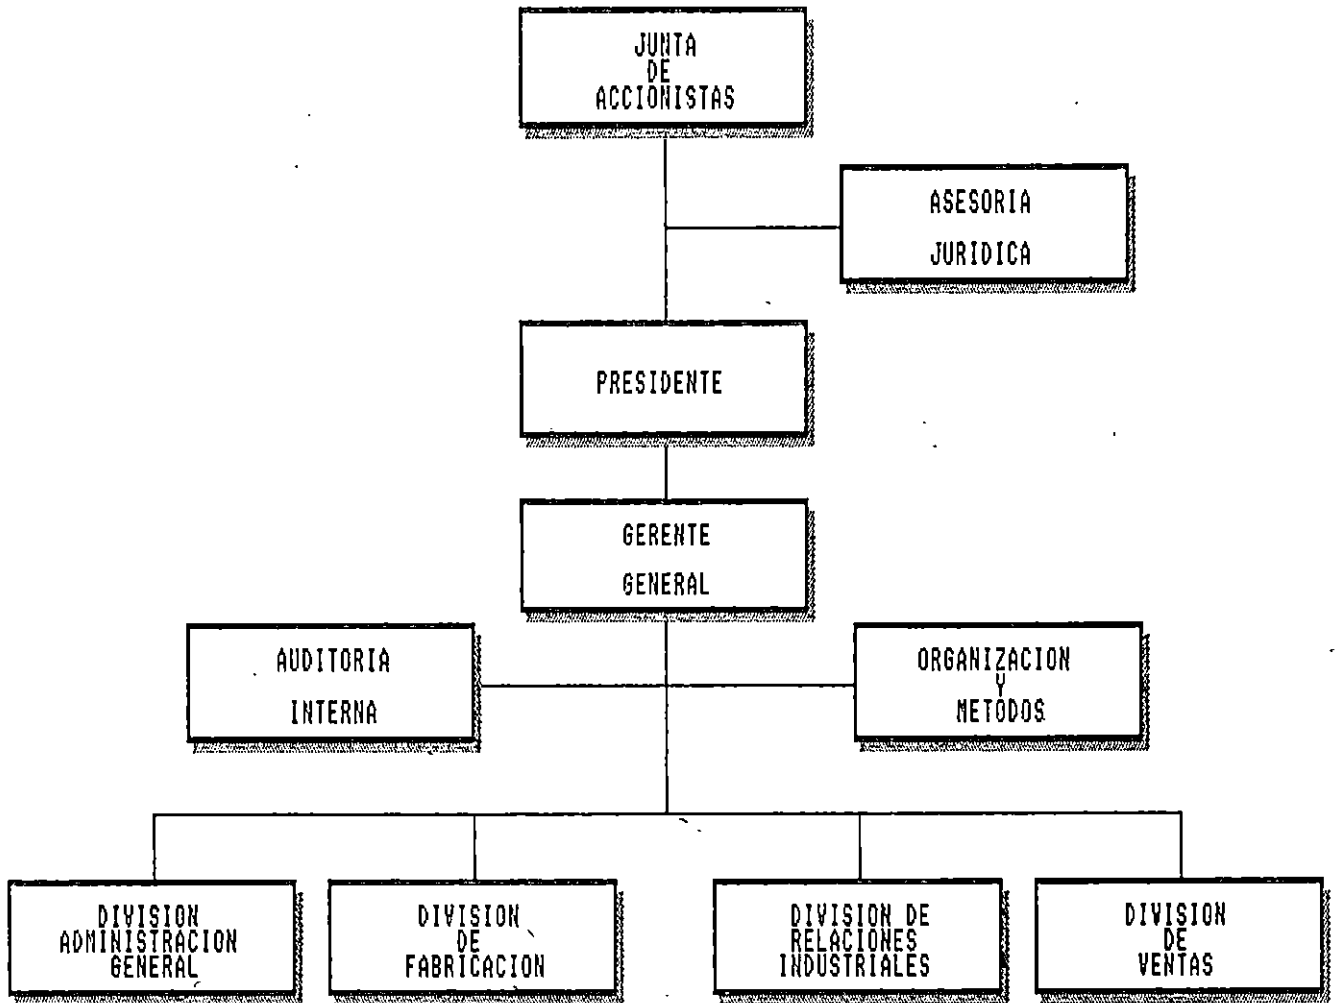 JUNTA
DE
ACCIONISTAS
ASESORIA
JURIDICA
PRESIDENTE
GERENTE
GENERAL
AUDITORIA
INTERNA
ORGANIZACION
Y
METODOS
DIVISION
ADMINISTRACION
GENERAL
DIVISION
DE
FABRICACION
DIVISION DE
RELACIONES
INDUSTRIALES
DIVISION
DE
VENTAS